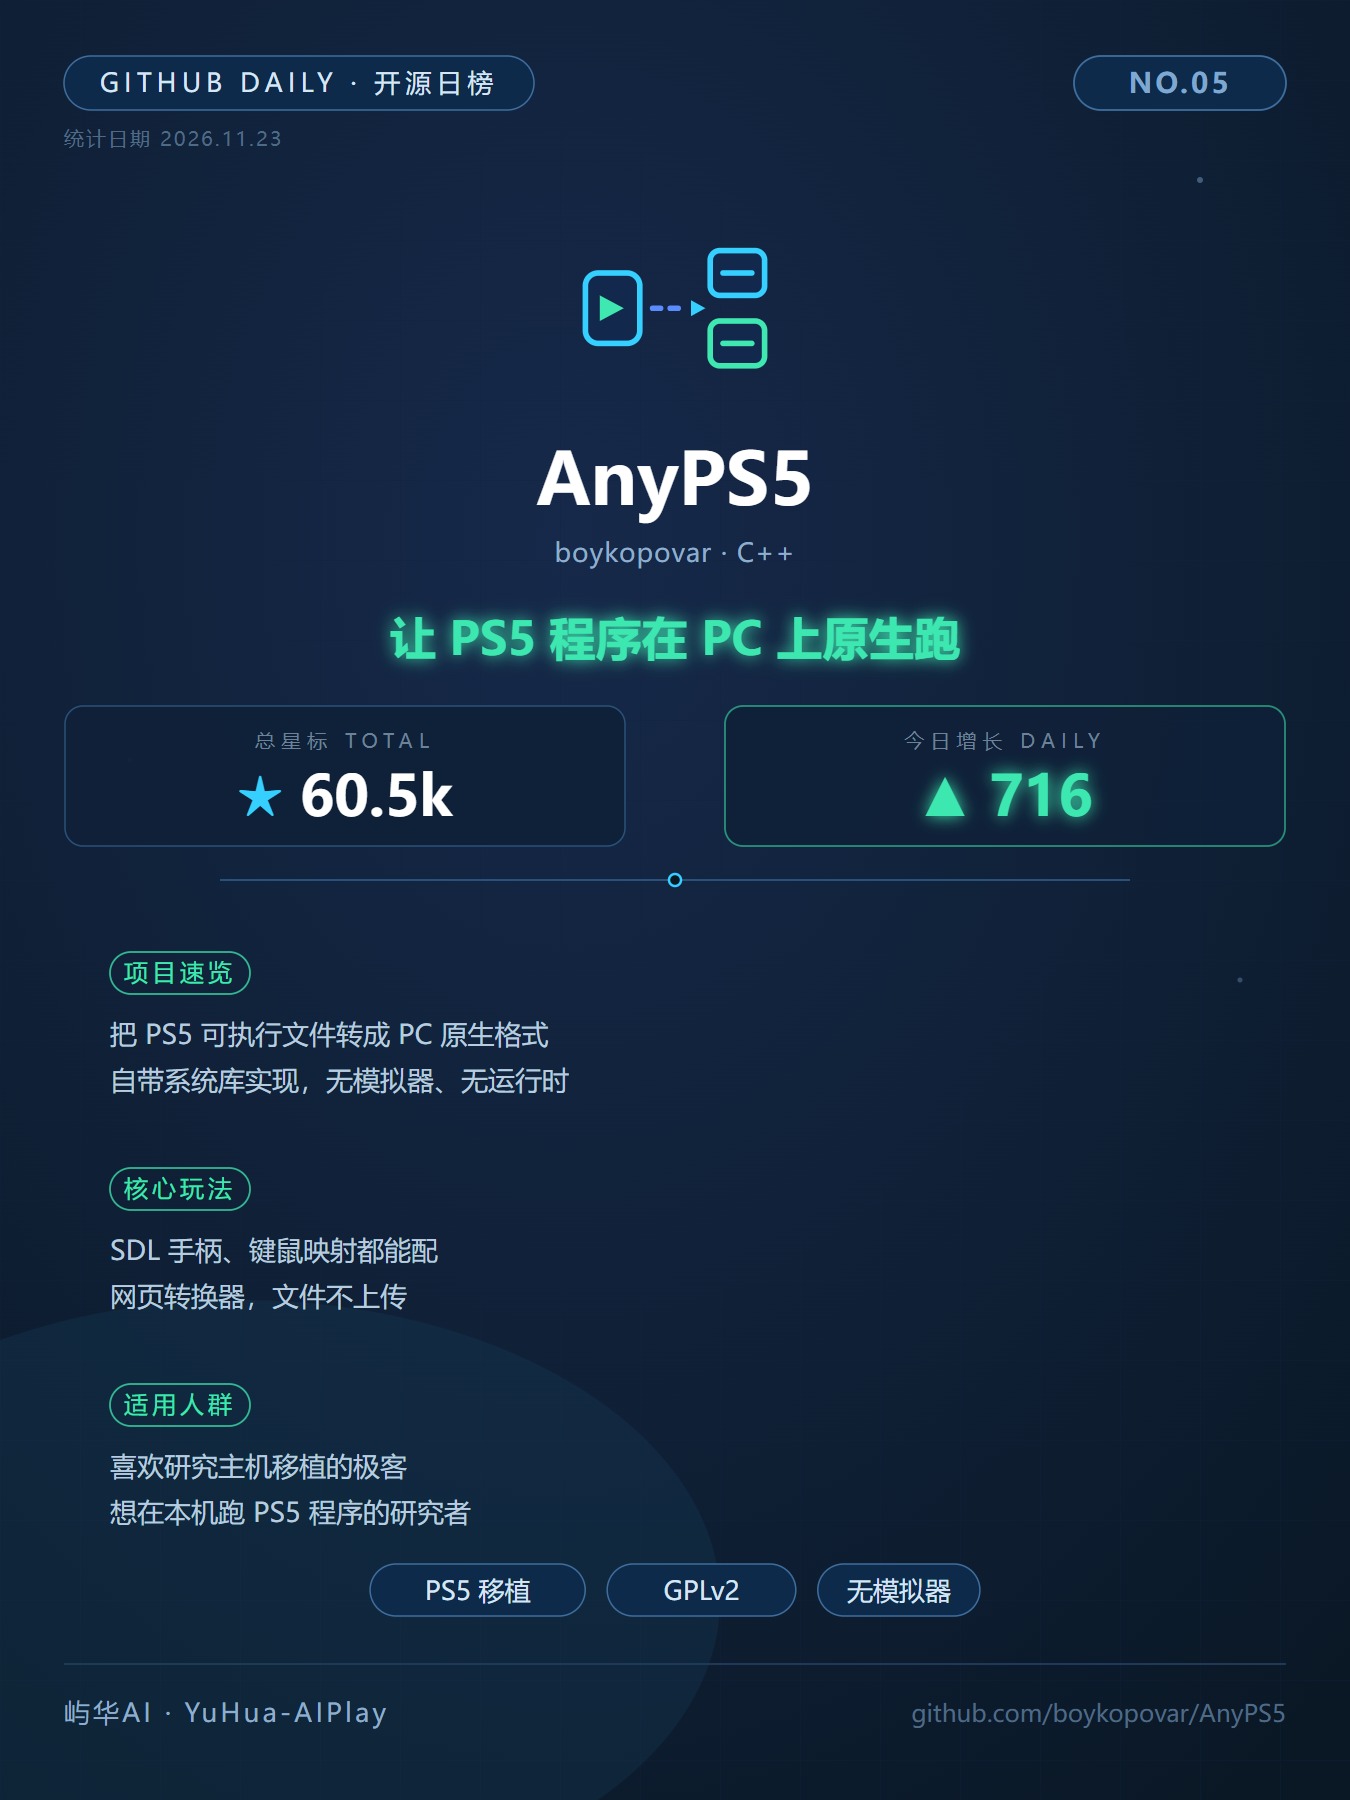 GITHUB DAILY · 开源日榜
NO.05
统计日期 2026.11.23
AnyPS5
boykopovar · C++
让 PS5 程序在 PC 上原生跑
总星标 TOTAL
★ 60.5k
今日增长 DAILY
▲ 716
项目速览
把 PS5 可执行文件转成 PC 原生格式
自带系统库实现，无模拟器、无运行时
核心玩法
SDL 手柄、键鼠映射都能配
网页转换器，文件不上传
适用人群
喜欢研究主机移植的极客
想在本机跑 PS5 程序的研究者
PS5 移植
GPLv2
无模拟器
屿华AI · YuHua-AIPlay
github.com/boykopovar/AnyPS5